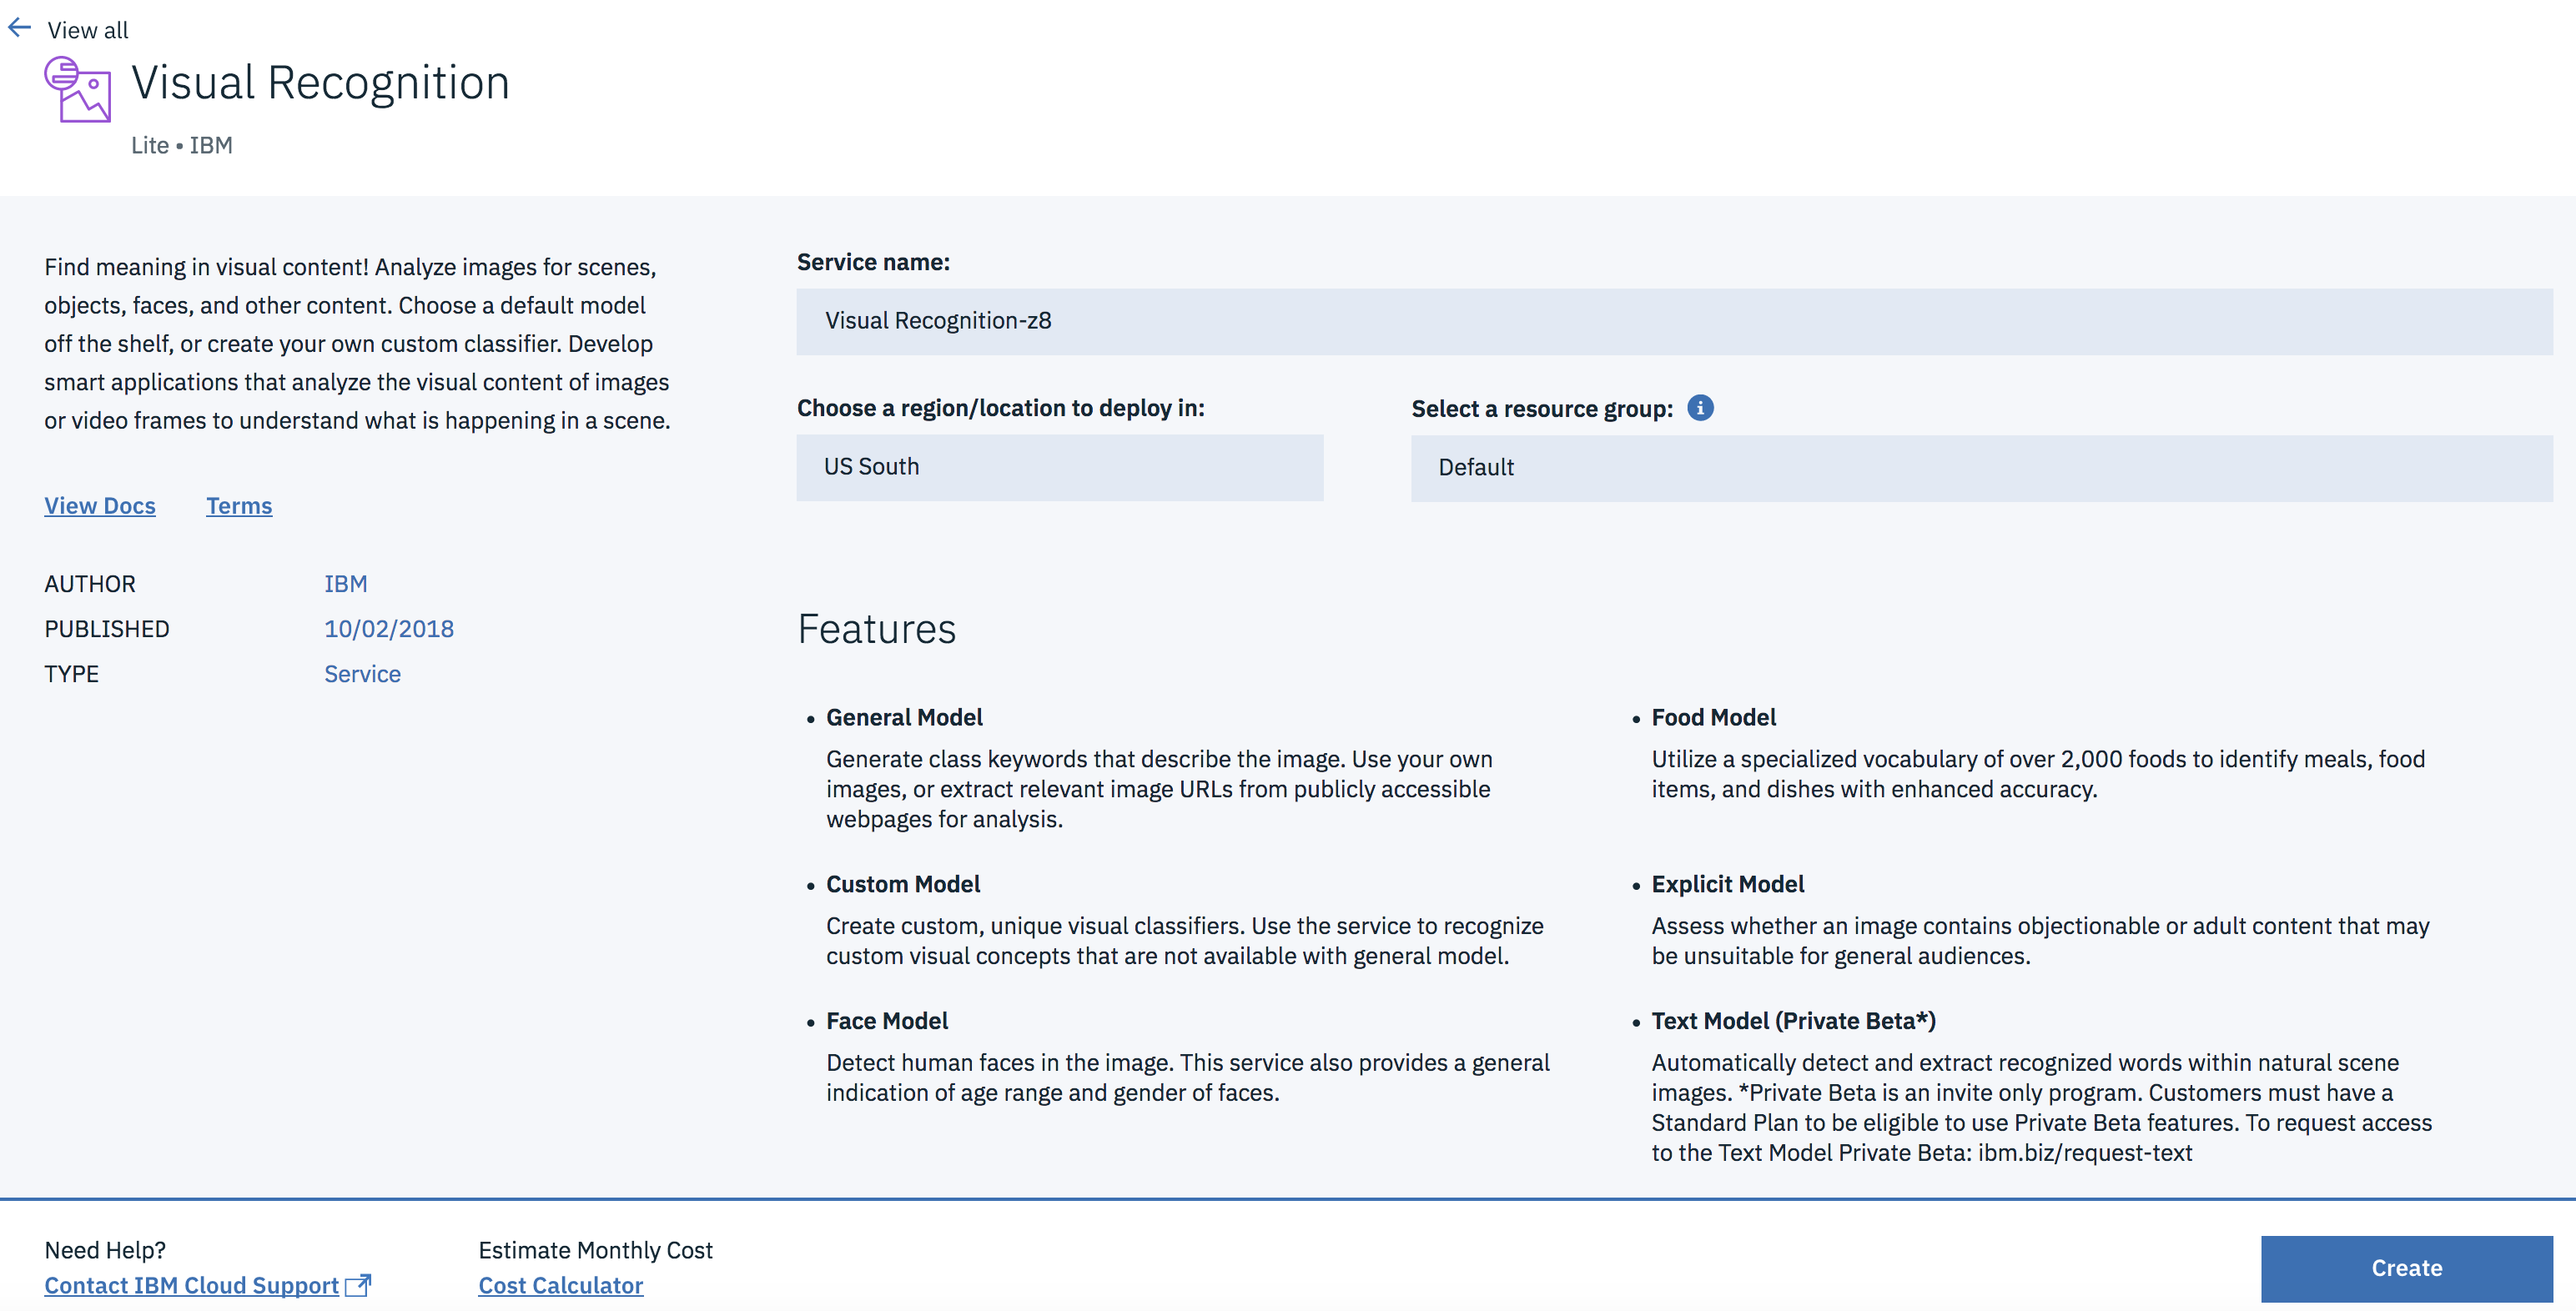 View all
Visual Recognition
Lite • IBM
Find meaning in visual content! Analyze images for scenes,
objects, faces, and other content. Choose a default model
off the shelf, or create your own custom classifier. Develop
smart applications that analyze the visual content of images
or video frames to understand what is happening in a scene.
View Docs Terms
AUTHOR IBM
PUBLISHED 10/02/2018
TYPE Service
Service name:
Visual Recognition-z8
Choose a region/location to deploy in:
US South
Select a resource group:
Default
Features
• General Model
Generate class keywords that describe the image. Use your own
images, or extract relevant image URLs from publicly accessible
webpages for analysis.
• Food Model
Utilize a specialized vocabulary of over 2,000 foods to identify meals, food
items, and dishes with enhanced accuracy.
• Custom Model
Create custom, unique visual classifiers. Use the service to recognize
custom visual concepts that are not available with general model.
• Explicit Model
Assess whether an image contains objectionable or adult content that may
be unsuitable for general audiences.
• Face Model
Detect human faces in the image. This service also provides a general
indication of age range and gender of faces.
• Text Model (Private Beta*)
Automatically detect and extract recognized words within natural scene
images. *Private Beta is an invite only program. Customers must have a
Standard Plan to be eligible to use Private Beta features. To request access
to the Text Model Private Beta: ibm.biz/request-text
Need Help?
Contact IBM Cloud Support
Estimate Monthly Cost
Cost Calculator
Create